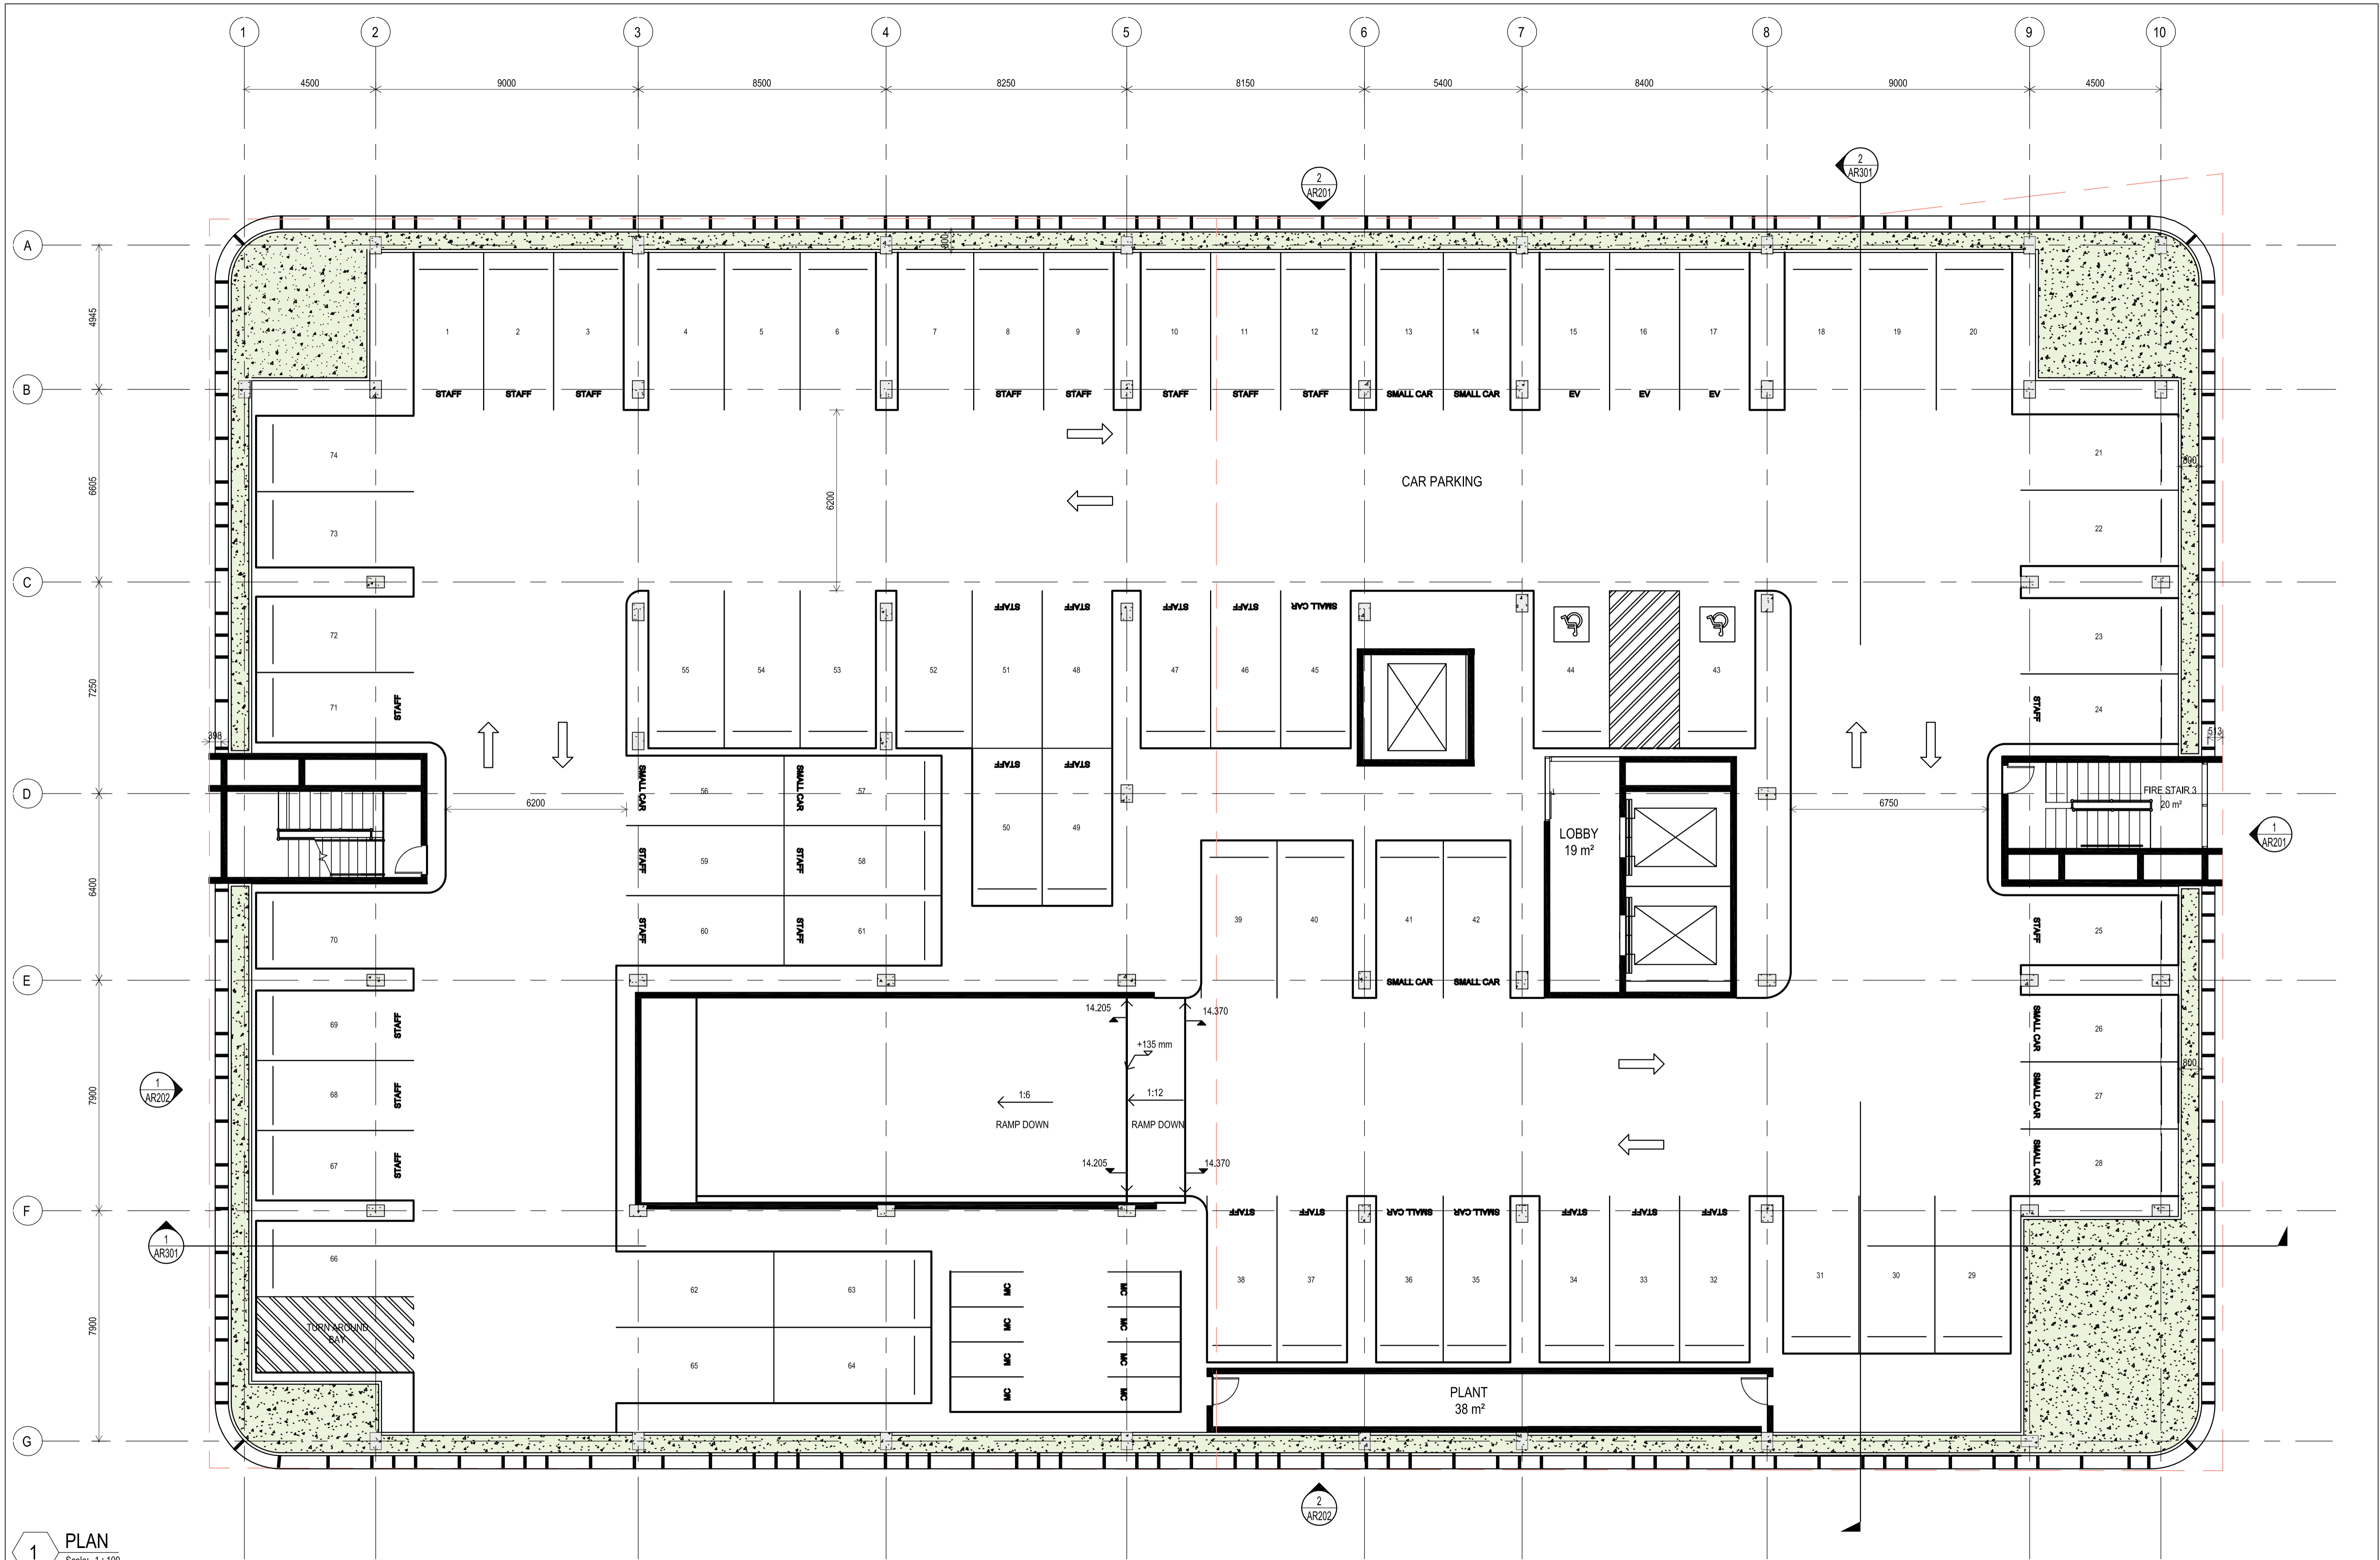 1 2 3 4 5 6 7 8 9 10
4500 9000 8500 8250 8150 5400 8400 9000 4500
2 AR201
2 AR301
A
800
4945
1 2 3 4 5 6 7 8 9 10 11 12 13 14 15 16 17 18 19 20
B
STAFF STAFF STAFF STAFF STAFF STAFF STAFF STAFF SMALL CAR SMALL CAR EV EV EV
74
21
800
CAR PARKING
6605
6200
73
22
C
STAFF STAFF STAFF STAFF SMALL CAR
72
23
55 54 53 52 51 48 47 46 45 44 43
7250
71 STAFF
STAFF 24
398
513
STAFF STAFF
D
SMALL CAR 56 SMALL CAR 57
6200
6750
FIRE STAIR 3
20 m²
50 49
LOBBY
19 m²
1 AR201
STAFF 59 STAFF 58
6400
39 40 41 42
70
STAFF 60 STAFF 61
STAFF 25
E
SMALL CAR SMALL CAR
14.205 14.370
69 STAFF
SMALL CAR 26
+135 mm
860
1 AR202
7900
68 STAFF
1:6
1:12
SMALL CAR 27
RAMP DOWN RAMP DOWN
67 STAFF
14.205 14.370
SMALL CAR 28
F
STAFF STAFF SMALL CAR SMALL CAR STAFF STAFF STAFF
1 AR301
66
62 63
MC MC
38 37 36 35 34 33 32 31 30 29
7900
TURN AROUND
BAY
MC MC
65 64
MC MC
MC MC
PLANT
38 m²
G
2 AR202
1 PLAN